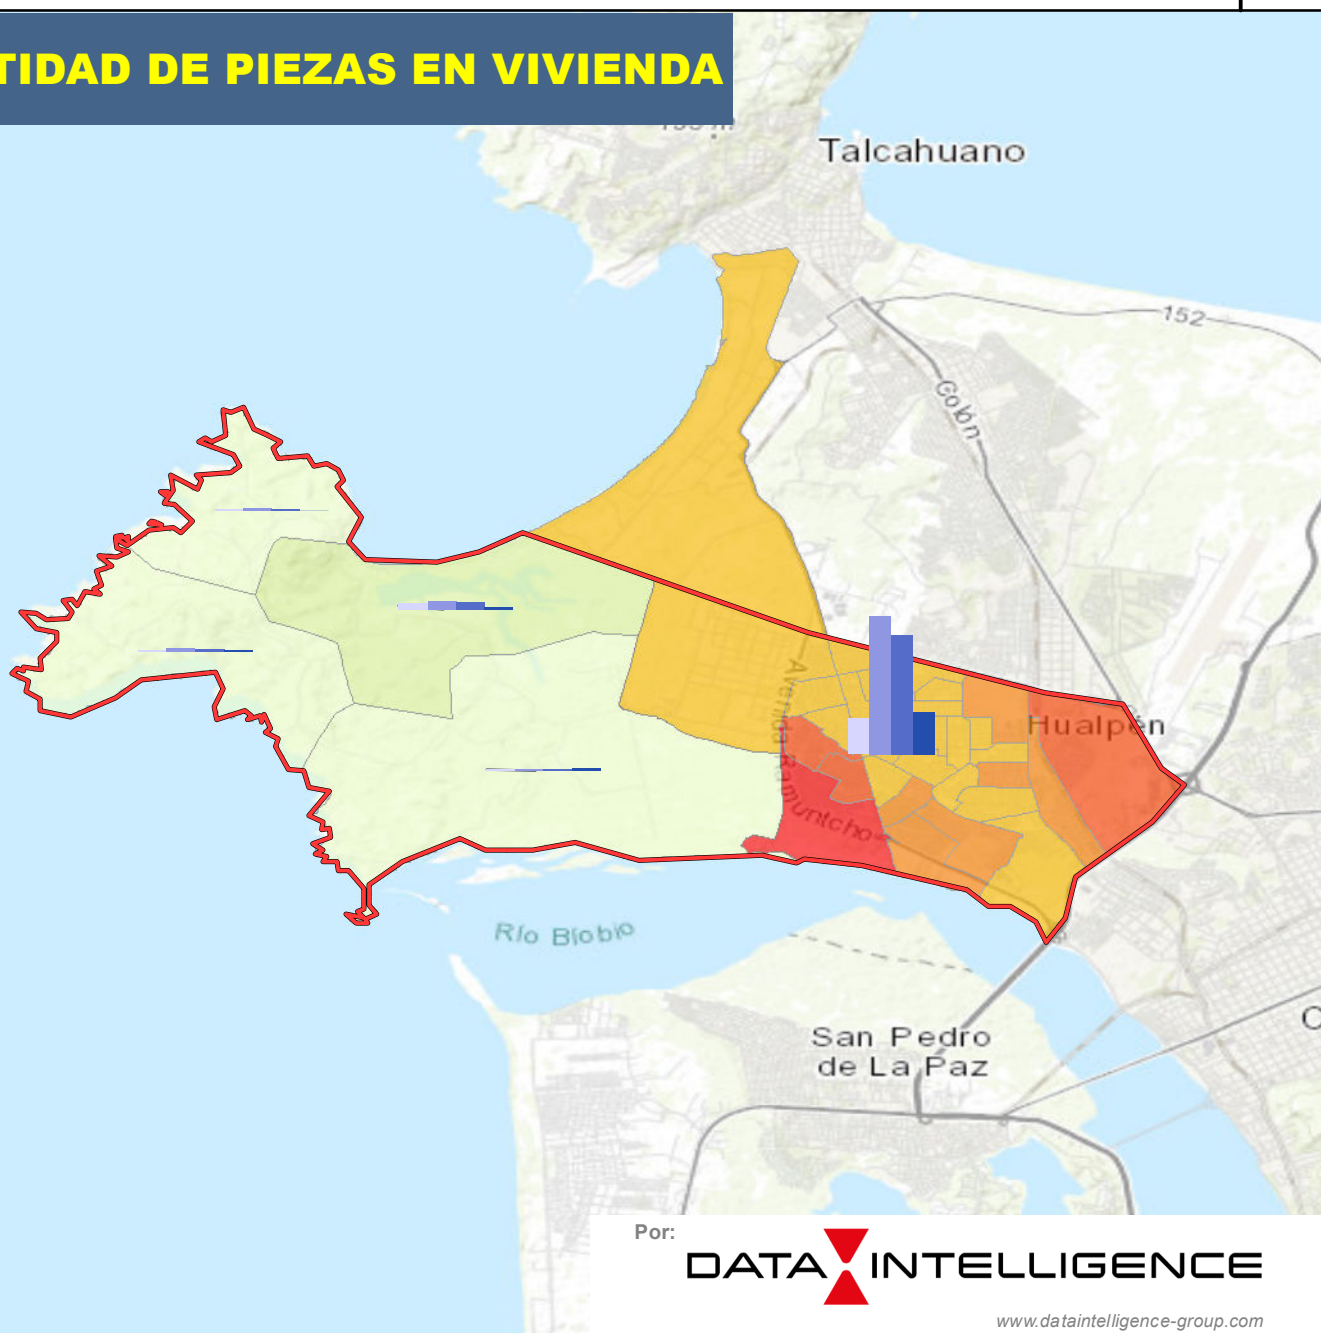 TIDAD DE PIEZAS EN VIVIENDA
Talcahuano
152
Colón
Hualpén
Avenida Ramuntcho
Río Bíobío
San Pedro
de La Paz
C
Por:
DATA INTELLIGENCE
www.dataintelligence-group.com